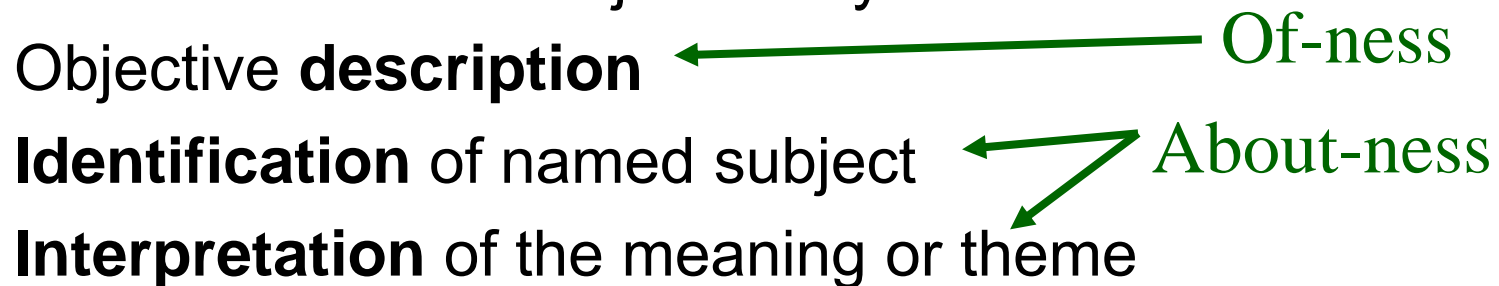 Objective description Of-ness
Identification of named subject About-ness
Interpretation of the meaning or theme